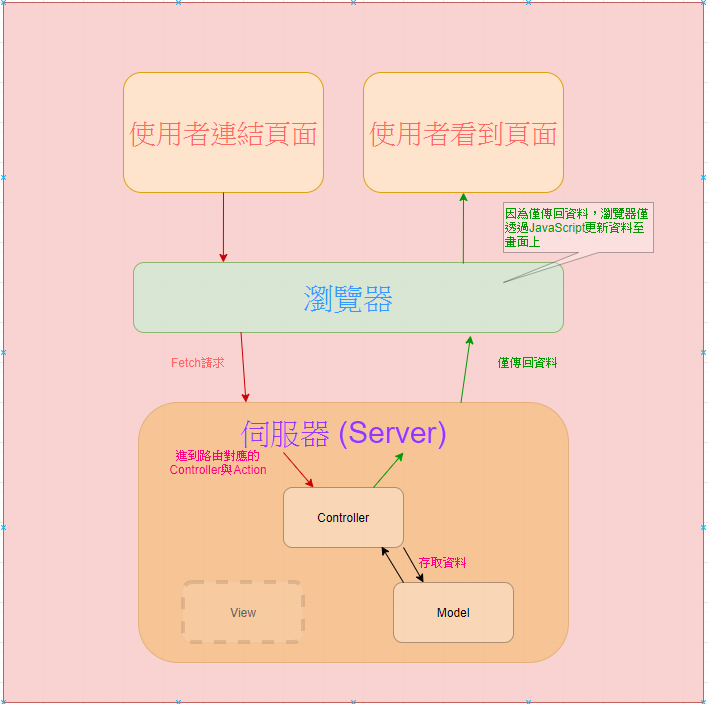 使用者連結頁面
使用者看到頁面
因為僅傳回資料，瀏覽器僅
透過JavaScript更新資料至
畫面上
瀏覽器
Fetch請求
僅傳回資料
伺服器 (Server)
進到路由對應的
Controller與Action
Controller
存取資料
View
Model